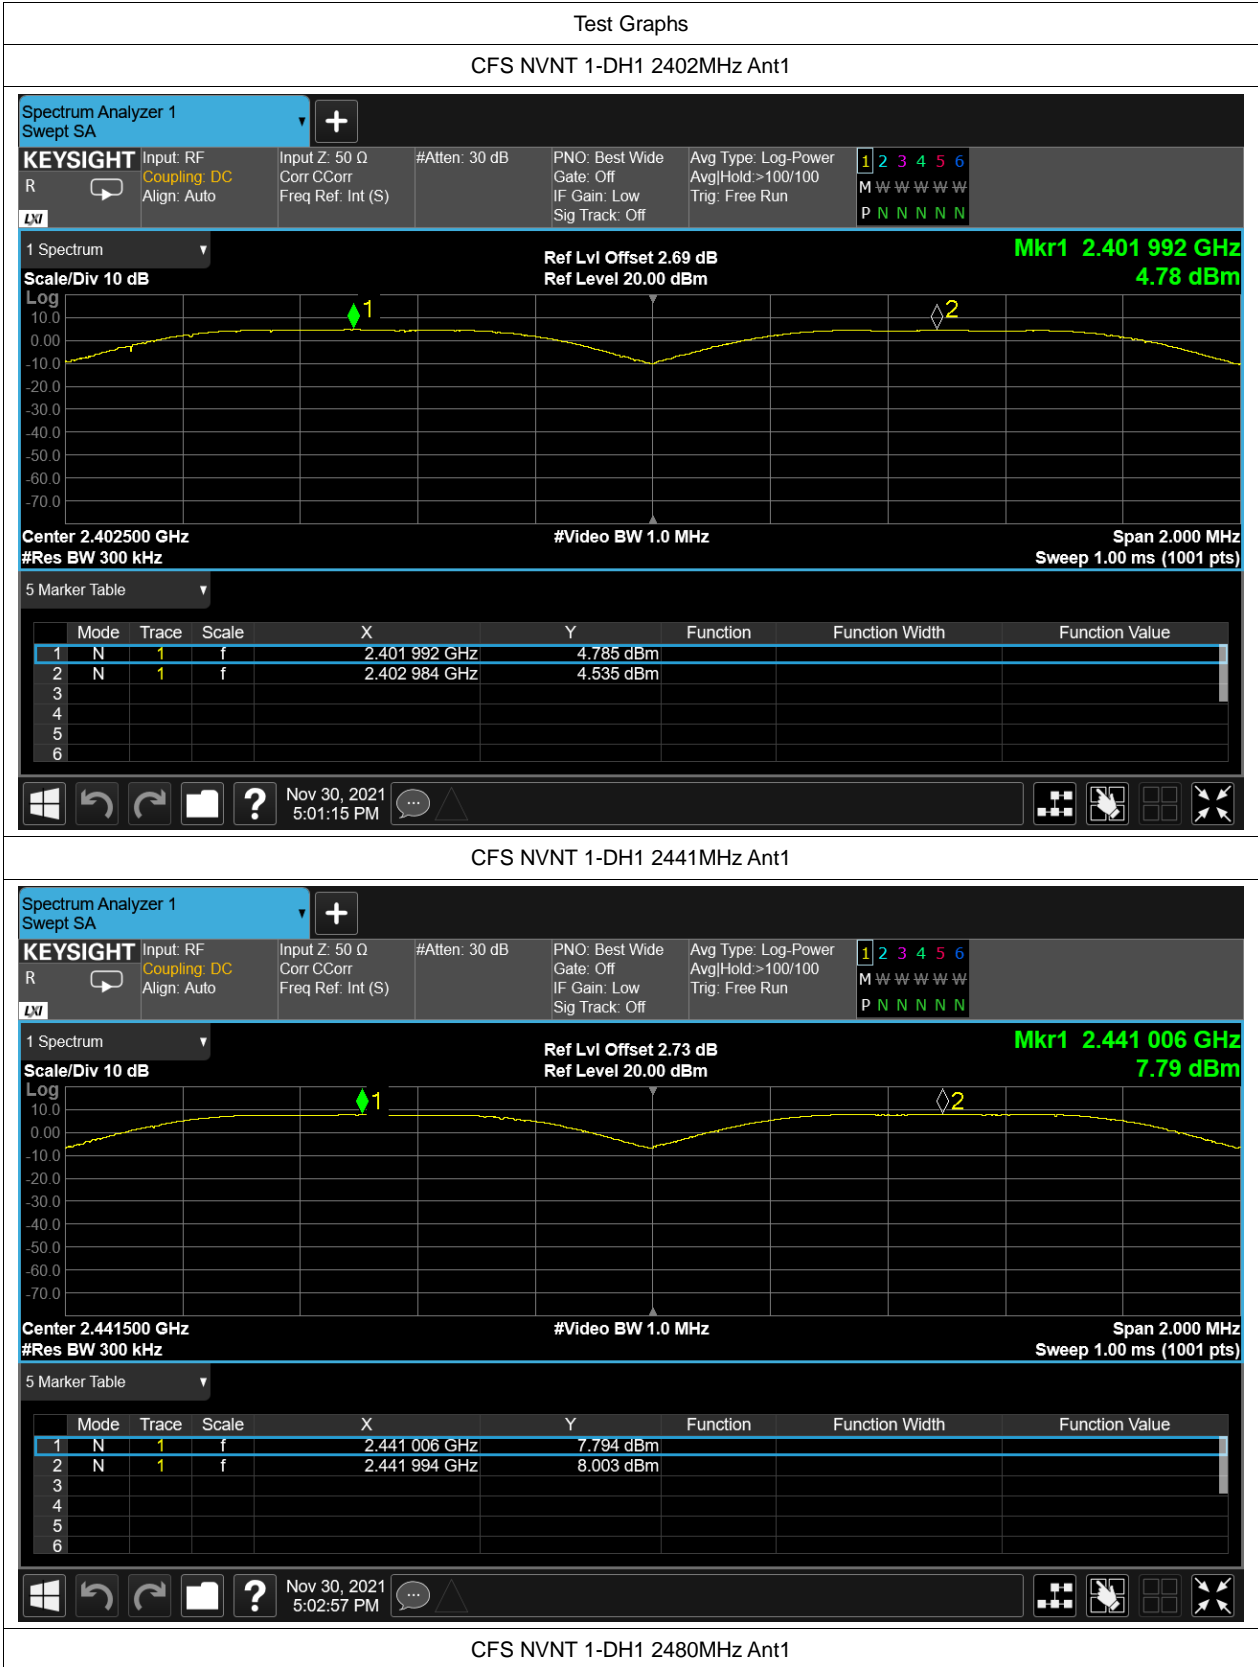 Test Graphs
CFS NVNT 1-DH1 2402MHz Ant1
Spectrum Analyzer 1
Swept SA
KEYSIGHT Input: RF Input Z: 50 Ω #Atten: 30 dB PNO: Best Wide Avg Type: Log-Power 1 2 3 4 5 6
R Coupling: DC Corr CCorr Gate: Off Avg|Hold:>100/100 M W W W W W
Align: Auto Freq Ref: Int (S) IF Gain: Low Trig: Free Run
LXI Sig Track: Off P N N N N N
1 Spectrum Ref Lvl Offset 2.69 dB Mkr1 2.401 992 GHz
Scale/Div 10 dB Ref Level 20.00 dBm 4.78 dBm
Log
1 2
10.0
0.00
-10.0
-20.0
-30.0
-40.0
-50.0
-60.0
-70.0
Center 2.402500 GHz #Video BW 1.0 MHz Span 2.000 MHz
#Res BW 300 kHz Sweep 1.00 ms (1001 pts)
5 Marker Table
Mode Trace Scale X Y Function Function Width Function Value
1 N 1 f 2.401 992 GHz 4.785 dBm
2 N 1 f 2.402 984 GHz 4.535 dBm
3
4
5
6
? Nov 30, 2021
5:01:15 PM
CFS NVNT 1-DH1 2441MHz Ant1
Spectrum Analyzer 1
Swept SA
KEYSIGHT Input: RF Input Z: 50 Ω #Atten: 30 dB PNO: Best Wide Avg Type: Log-Power 1 2 3 4 5 6
R Coupling: DC Corr CCorr Gate: Off Avg|Hold:>100/100 M W W W W W
Align: Auto Freq Ref: Int (S) IF Gain: Low Trig: Free Run
LXI Sig Track: Off P N N N N N
1 Spectrum Ref Lvl Offset 2.73 dB Mkr1 2.441 006 GHz
Scale/Div 10 dB Ref Level 20.00 dBm 7.79 dBm
Log
1 2
10.0
0.00
-10.0
-20.0
-30.0
-40.0
-50.0
-60.0
-70.0
Center 2.441500 GHz #Video BW 1.0 MHz Span 2.000 MHz
#Res BW 300 kHz Sweep 1.00 ms (1001 pts)
5 Marker Table
Mode Trace Scale X Y Function Function Width Function Value
1 N 1 f 2.441 006 GHz 7.794 dBm
2 N 1 f 2.441 994 GHz 8.003 dBm
3
4
5
6
? Nov 30, 2021
5:02:57 PM
CFS NVNT 1-DH1 2480MHz Ant1